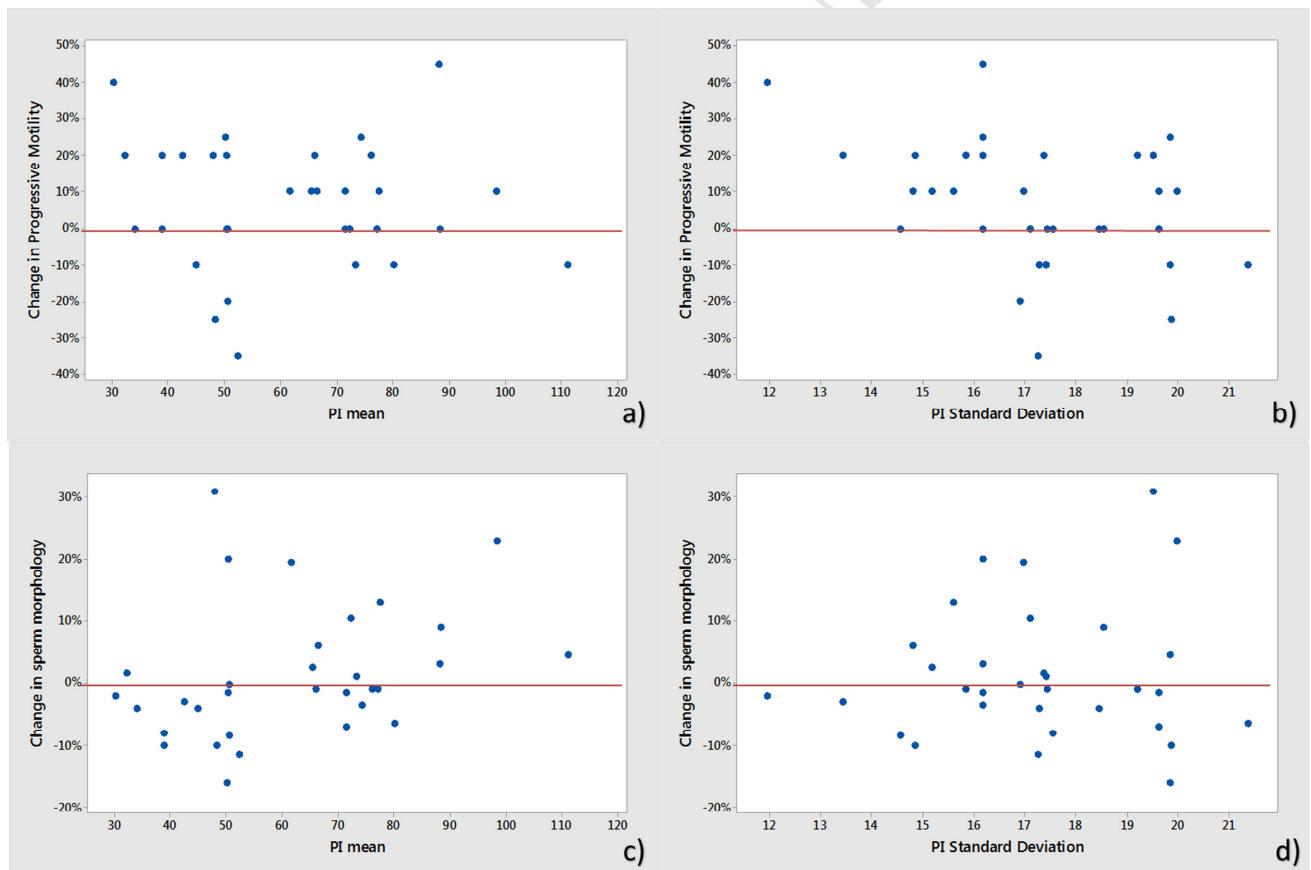 50%
40%
30%
20%
10%
0%
-10%
-20%
-30%
-40%
Change in Progressive Motility
30 40 50 60 70 80 90 100 110 120
PI mean
a)
50%
40%
30%
20%
10%
0%
-10%
-20%
-30%
-40%
Change in Progressive Motility
12 13 14 15 16 17 18 19 20 21
PI Standard Deviation
b)
30%
20%
10%
0%
-10%
-20%
Change in sperm morphology
30 40 50 60 70 80 90 100 110 120
PI mean
c)
30%
20%
10%
0%
-10%
-20%
Change in sperm morphology
12 13 14 15 16 17 18 19 20 21
PI Standard Deviation
d)